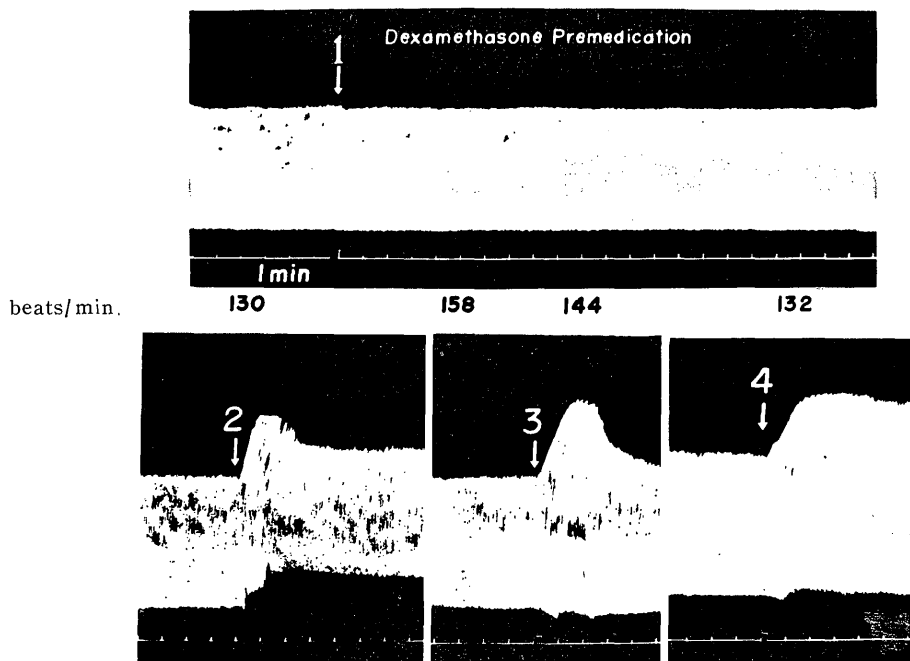 Dexamethasone Premedication
1
1 min
beats/min. 130 158 144 132
2
3
4